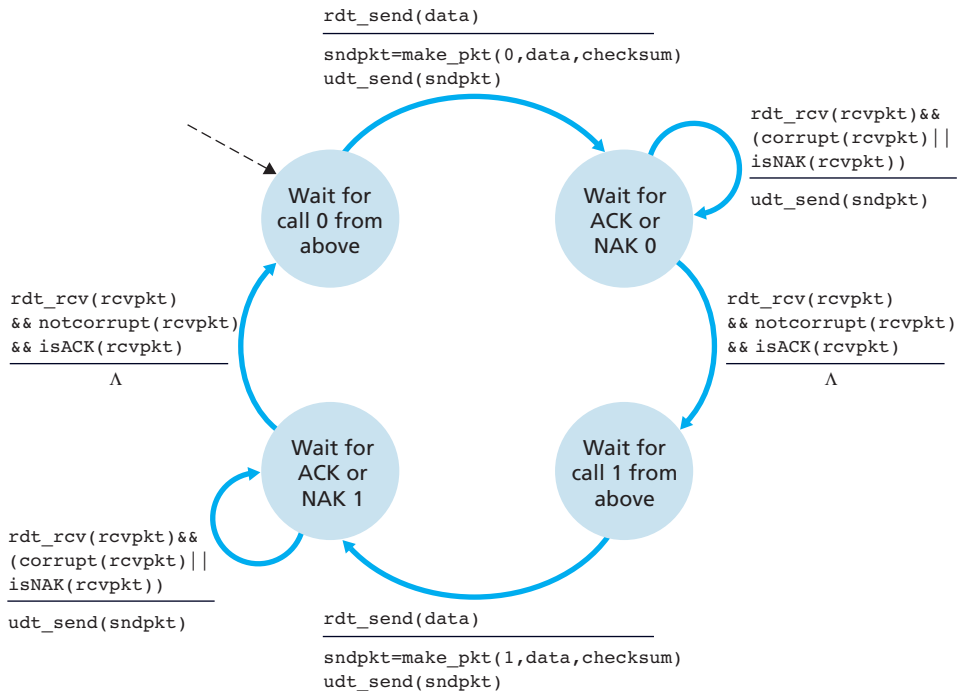 rdt_send(data)
sndpkt=make_pkt(0,data,checksum)
udt_send(sndpkt)
Wait for
call 0 from
above
Wait for
ACK or
NAK 0
rdt_rcv(rcvpkt)&&
(corrupt(rcvpkt)||
isNAK(rcvpkt))
udt_send(sndpkt)
rdt_rcv(rcvpkt)
&& notcorrupt(rcvpkt)
&& isACK(rcvpkt)
Λ
rdt_rcv(rcvpkt)
&& notcorrupt(rcvpkt)
&& isACK(rcvpkt)
Λ
Wait for
ACK or
NAK 1
Wait for
call 1 from
above
rdt_rcv(rcvpkt)&&
(corrupt(rcvpkt)||
isNAK(rcvpkt))
udt_send(sndpkt)
rdt_send(data)
sndpkt=make_pkt(1,data,checksum)
udt_send(sndpkt)